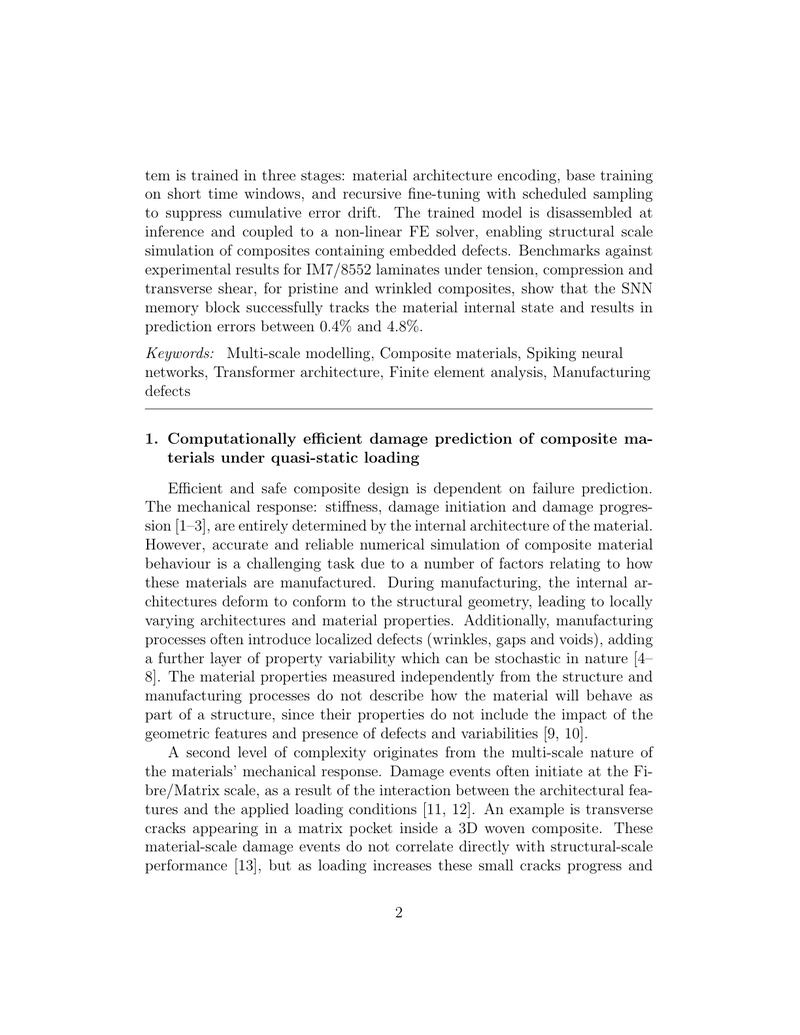 tem is trained in three stages: material architecture encoding, base training
on short time windows, and recursive fine-tuning with scheduled sampling
to suppress cumulative error drift. The trained model is disassembled at
inference and coupled to a non-linear FE solver, enabling structural scale
simulation of composites containing embedded defects. Benchmarks against
experimental results for IM7/8552 laminates under tension, compression and
transverse shear, for pristine and wrinkled composites, show that the SNN
memory block successfully tracks the material internal state and results in
prediction errors between 0.4% and 4.8%.
Keywords: Multi-scale modelling, Composite materials, Spiking neural
networks, Transformer architecture, Finite element analysis, Manufacturing
defects
1. Computationally efficient damage prediction of composite ma-
terials under quasi-static loading
Efficient and safe composite design is dependent on failure prediction.
The mechanical response: stiffness, damage initiation and damage progres-
sion [1–3], are entirely determined by the internal architecture of the material.
However, accurate and reliable numerical simulation of composite material
behaviour is a challenging task due to a number of factors relating to how
these materials are manufactured. During manufacturing, the internal ar-
chitectures deform to conform to the structural geometry, leading to locally
varying architectures and material properties. Additionally, manufacturing
processes often introduce localized defects (wrinkles, gaps and voids), adding
a further layer of property variability which can be stochastic in nature [4–
8]. The material properties measured independently from the structure and
manufacturing processes do not describe how the material will behave as
part of a structure, since their properties do not include the impact of the
geometric features and presence of defects and variabilities [9, 10].
A second level of complexity originates from the multi-scale nature of
the materials' mechanical response. Damage events often initiate at the Fi-
bre/Matrix scale, as a result of the interaction between the architectural fea-
tures and the applied loading conditions [11, 12]. An example is transverse
cracks appearing in a matrix pocket inside a 3D woven composite. These
material-scale damage events do not correlate directly with structural-scale
performance [13], but as loading increases these small cracks progress and
2